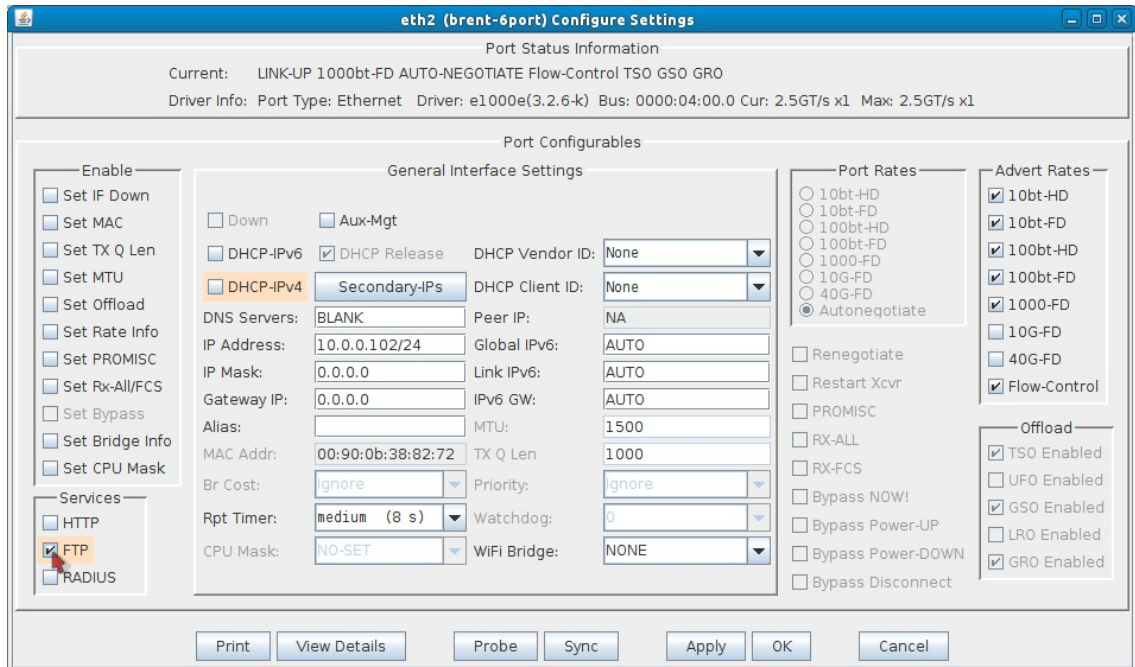 eth2 (brent-6port) Configure Settings
Port Status Information
Current: LINK-UP 1000bt-FD AUTO-NEGOTIATE Flow-Control TSO GSO GRO
Driver Info: Port Type: Ethernet Driver: e1000e(3.2.6-k) Bus: 0000:04:00.0 Cur: 2.5GT/s x1 Max: 2.5GT/s x1
Port Configurables
Enable
Set IF Down
Set MAC
Set TX Q Len
Set MTU
Set Offload
Set Rate Info
Set PROMISC
Set Rx-All/FCS
Set Bypass
Set Bridge Info
Set CPU Mask
Services
HTTP
FTP
RADIUS
General Interface Settings
Down Aux-Mgt
DHCP-IPv6 DHCP Release DHCP Vendor ID: None
DHCP-IPv4 Secondary-IPs DHCP Client ID: None
DNS Servers: BLANK Peer IP: NA
IP Address: 10.0.0.102/24 Global IPv6: AUTO
IP Mask: 0.0.0.0 Link IPv6: AUTO
Gateway IP: 0.0.0.0 IPv6 GW: AUTO
Alias: MTU: 1500
MAC Addr: 00:90:0b:38:82:72 TX Q Len 1000
Br Cost: Ignore Priority: Ignore
Rpt Timer: medium (8 s) Watchdog: 0
CPU Mask: NO-SET WiFi Bridge: NONE
Port Rates
10bt-HD
10bt-FD
100bt-HD
100bt-FD
1000-FD
10G-FD
40G-FD
Autonegotiate
Renegotiate
Restart Xcvr
PROMISC
RX-ALL
RX-FCS
Bypass NOW!
Bypass Power-UP
Bypass Power-DOWN
Bypass Disconnect
Advert Rates
10bt-HD
10bt-FD
100bt-HD
100bt-FD
1000-FD
10G-FD
40G-FD
Flow-Control
Offload
TSO Enabled
UFO Enabled
GSO Enabled
LRO Enabled
GRO Enabled
Print View Details Probe Sync Apply OK Cancel